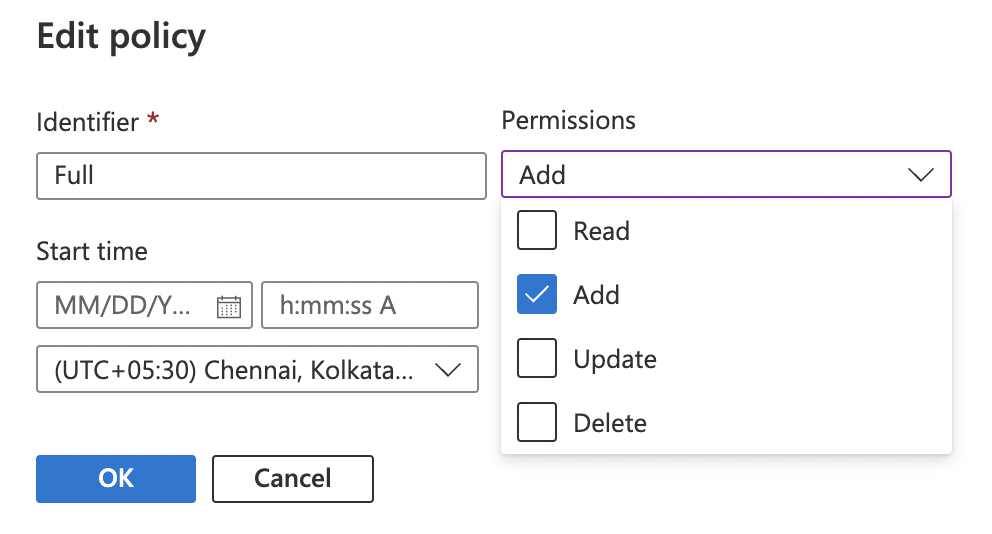 Edit policy
Identifier *
Full
Permissions
Add
Read
Add
Update
Delete
Start time
MM/DD/Y...
h:mm:ss A
(UTC+05:30) Chennai, Kolkata...
OK
Cancel